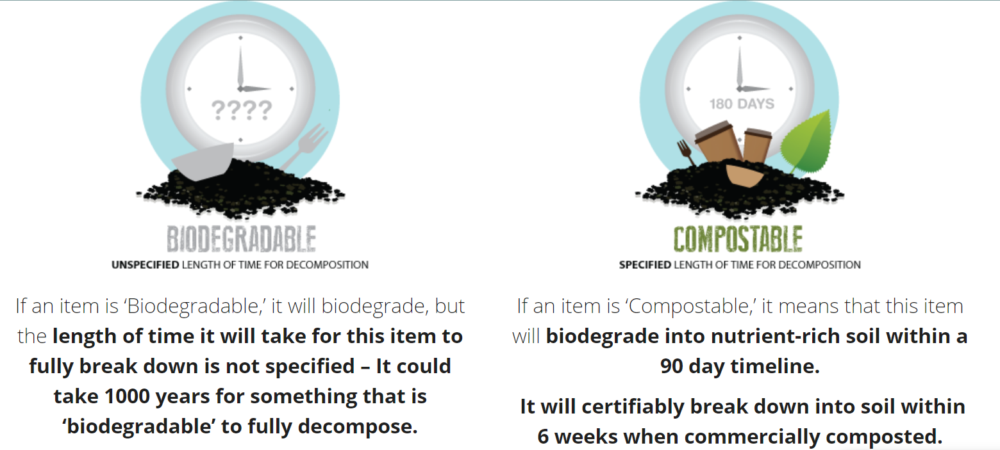 ????
BIODEGRADABLE
UNSPECIFIED LENGTH OF TIME FOR DECOMPOSITION
If an item is ‘Biodegradable,’ it will biodegrade, but
the length of time it will take for this item to
fully break down is not specified – It could
take 1000 years for something that is
‘biodegradable’ to fully decompose.
180 DAYS
COMPOSTABLE
SPECIFIED LENGTH OF TIME FOR DECOMPOSITION
If an item is ‘Compostable,’ it means that this item
will biodegrade into nutrient-rich soil within a
90 day timeline.
It will certifiably break down into soil within
6 weeks when commercially composted.